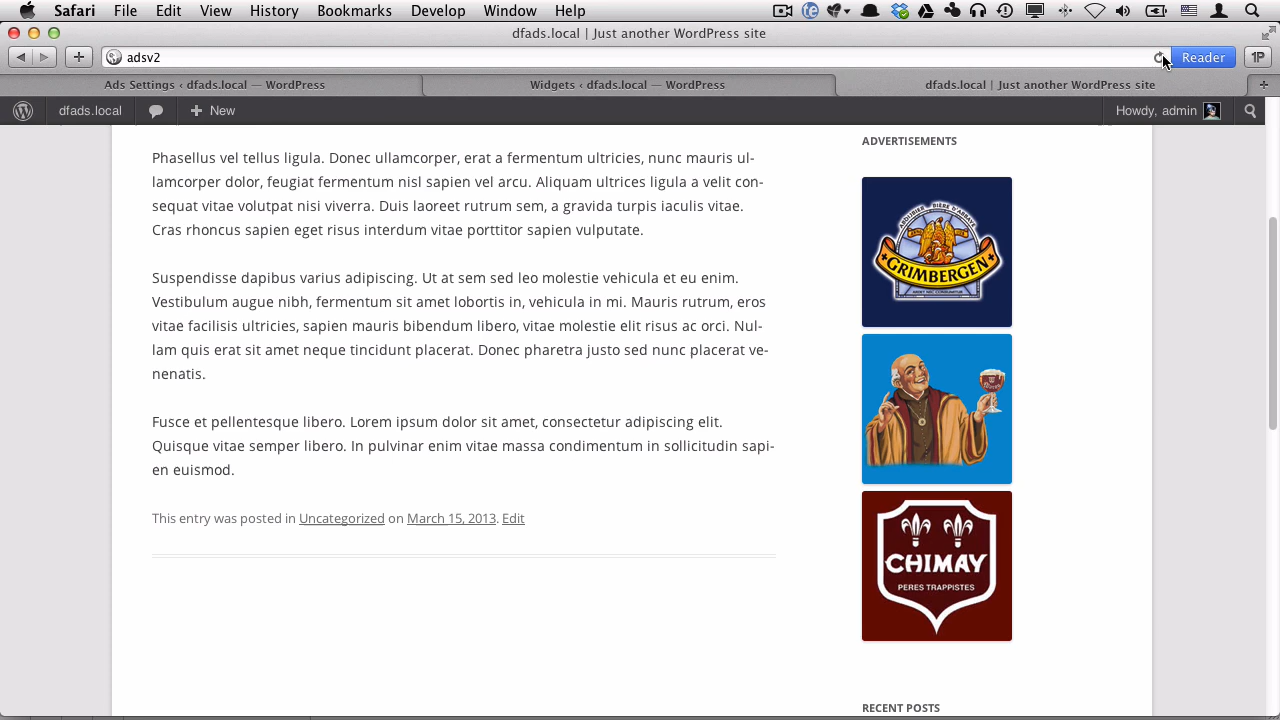 Safari File Edit View History Bookmarks Develop Window Help
dfads.local | Just another WordPress site
adsv2
Reader
1P
Ads Settings ‹ dfads.local — WordPress
Widgets ‹ dfads.local — WordPress
dfads.local | Just another WordPress site
dfads.local
New
Howdy, admin
Phasellus vel tellus ligula. Donec ullamcorper, erat a fermentum ultricies, nunc mauris ul-
lamcorper dolor, feugiat fermentum nisl sapien vel arcu. Aliquam ultrices ligula a velit con-
sequat vitae volutpat nisi viverra. Duis laoreet rutrum sem, a gravida turpis iaculis vitae.
Cras rhoncus sapien eget risus interdum vitae porttitor sapien vulputate.
Suspendisse dapibus varius adipiscing. Ut at sem sed leo molestie vehicula et eu enim.
Vestibulum augue nibh, fermentum sit amet lobortis in, vehicula in mi. Mauris rutrum, eros
vitae facilisis ultricies, sapien mauris bibendum libero, vitae molestie elit risus ac orci. Nul-
lam quis erat sit amet neque tincidunt placerat. Donec pharetra justo sed nunc placerat ve-
nenatis.
Fusce et pellentesque libero. Lorem ipsum dolor sit amet, consectetur adipiscing elit.
Quisque vitae semper libero. In pulvinar enim vitae massa condimentum in sollicitudin sapi-
en euismod.
This entry was posted in Uncategorized on March 15, 2013. Edit
ADVERTISEMENTS
GRIMBERGEN
CHIMAY
PERES TRAPPISTES
RECENT POSTS